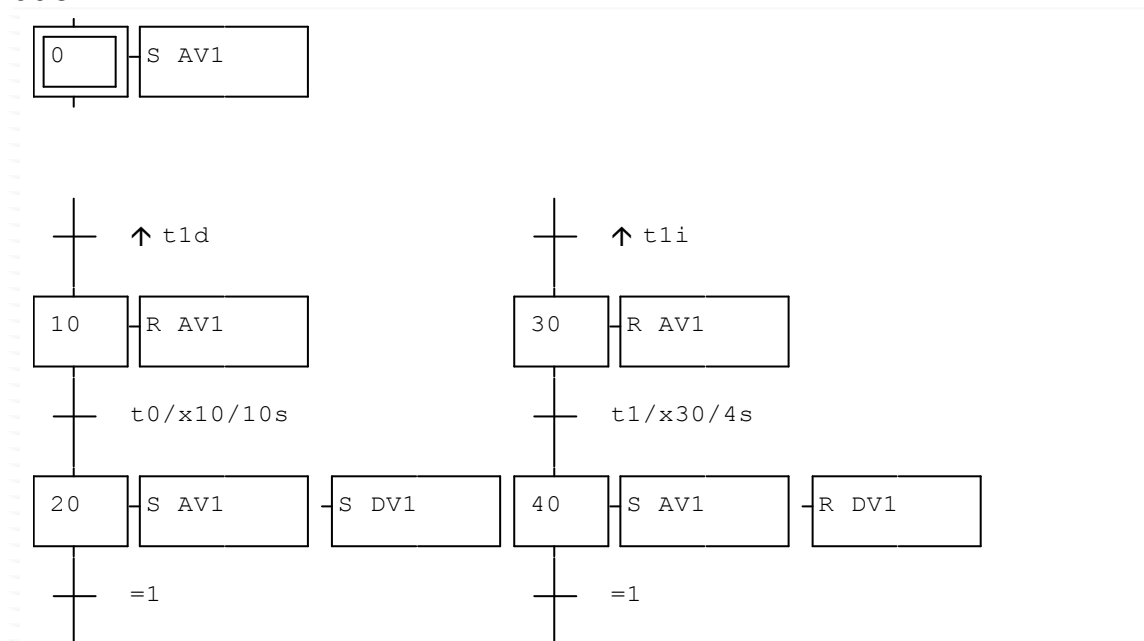 0 S AV1
↑ t1d ↑ t1i
10 R AV1 30 R AV1
t0/x10/10s t1/x30/4s
20 S AV1 S DV1 40 S AV1 R DV1
=1 =1